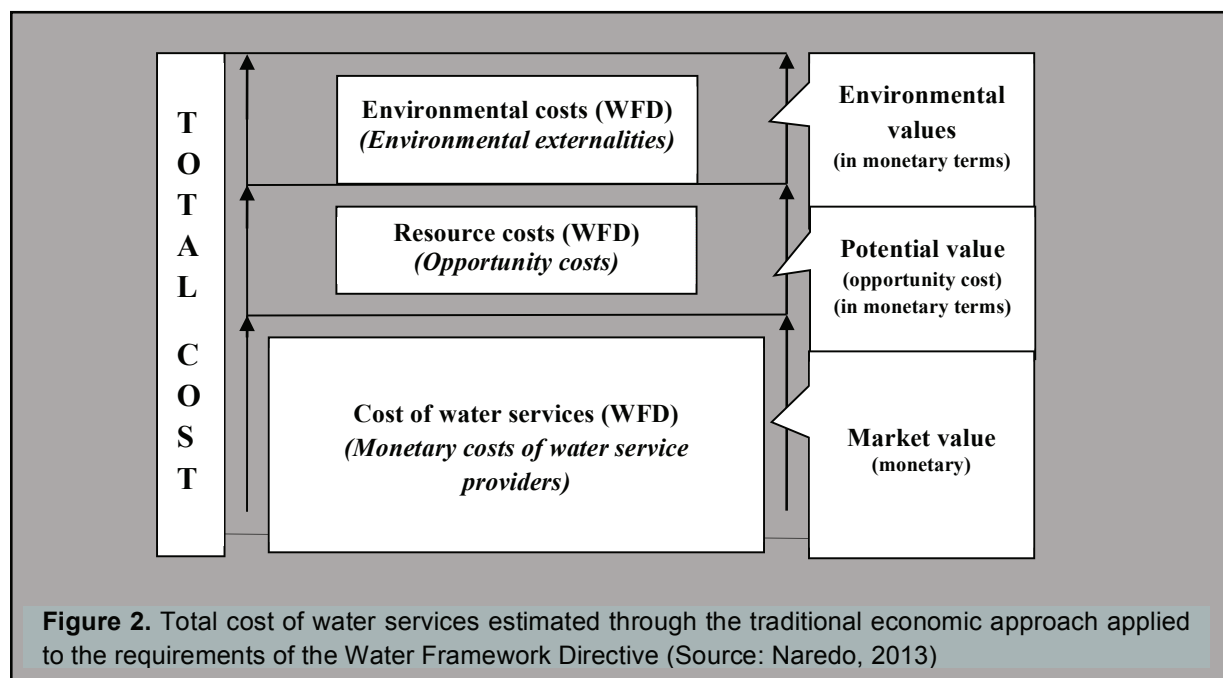 TOTAL COST
Environmental costs (WFD)
(Environmental externalities)
Environmental
values
(in monetary terms)
Resource costs (WFD)
(Opportunity costs)
Potential value
(opportunity cost)
(in monetary terms)
Cost of water services (WFD)
(Monetary costs of water service
providers)
Market value
(monetary)
Figure 2. Total cost of water services estimated through the traditional economic approach applied
to the requirements of the Water Framework Directive (Source: Naredo, 2013)